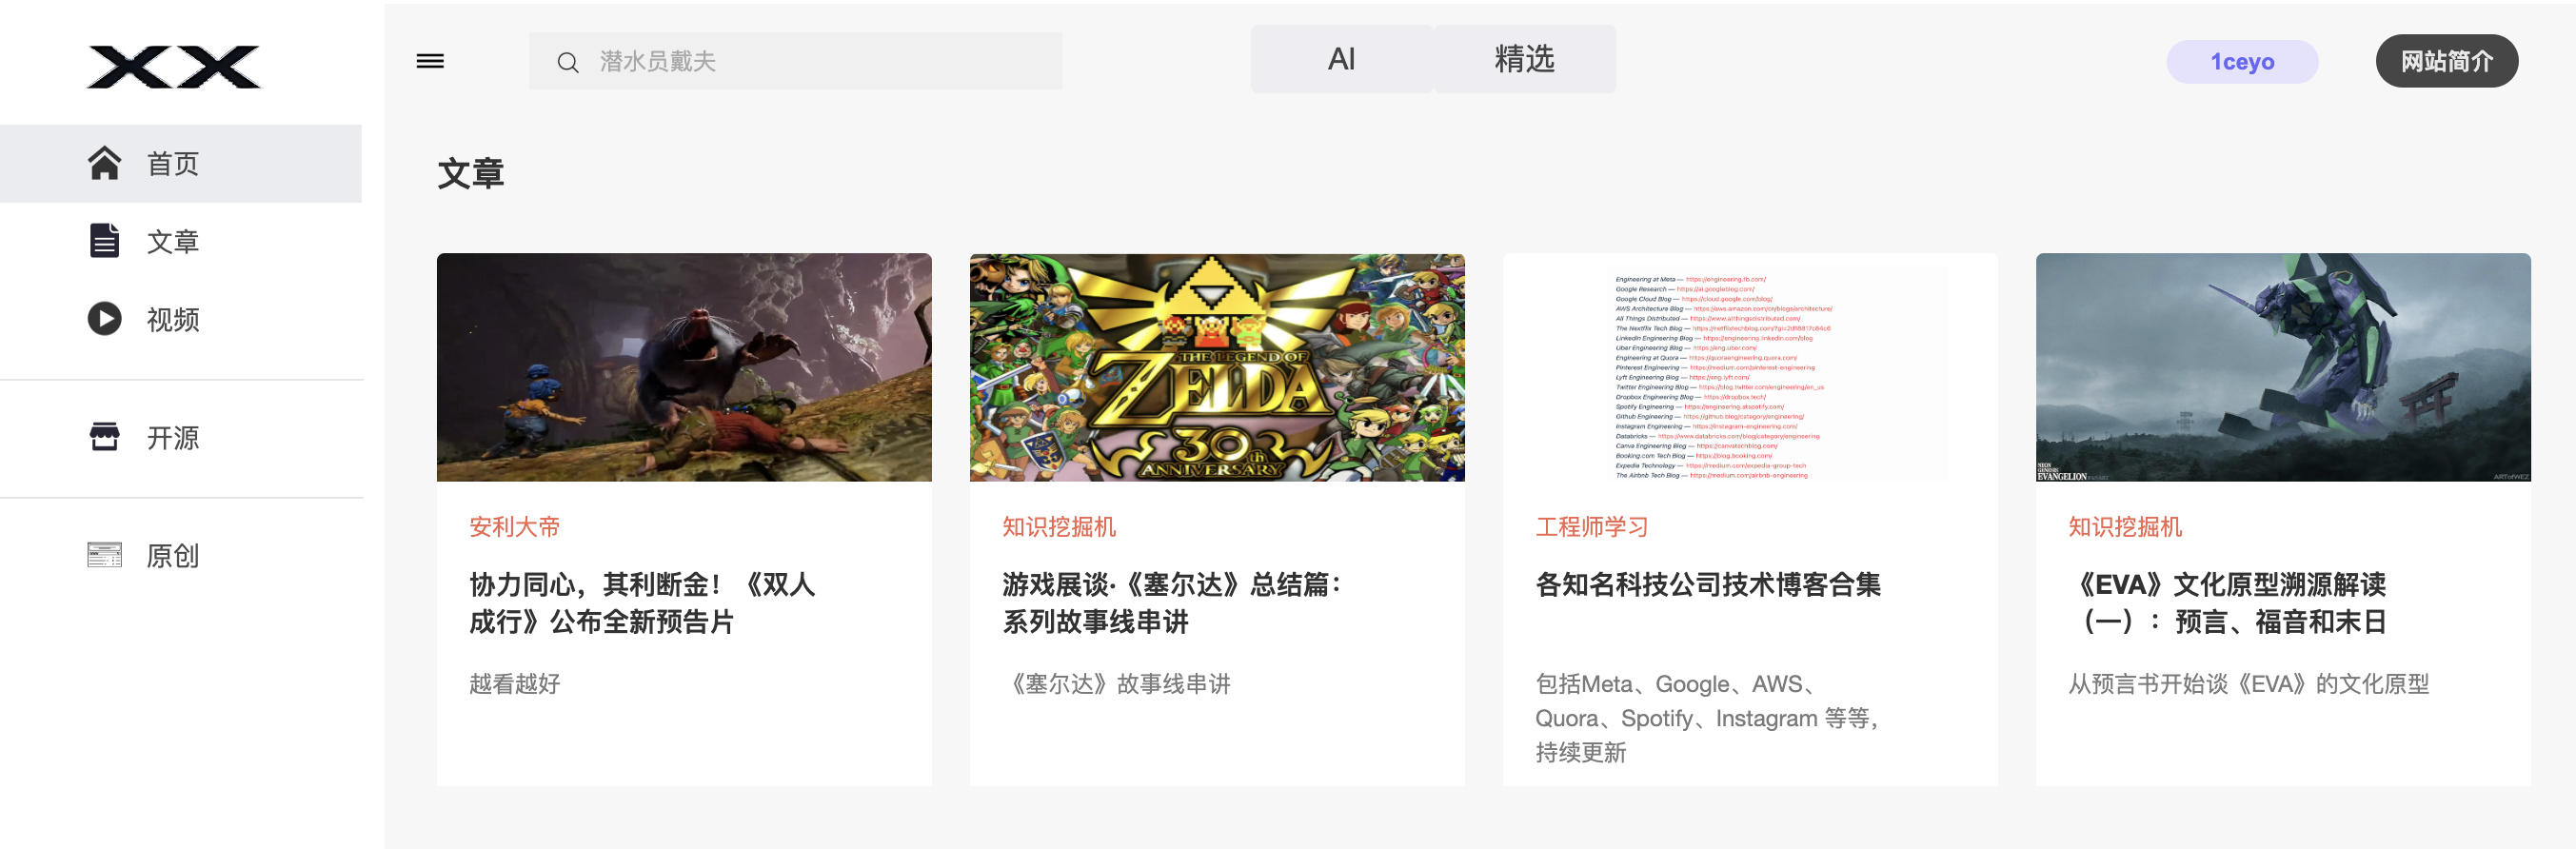 XX
潜水员戴夫
AI
精选
1ceyo
网站简介
首页
文章
视频
开源
原创
文章
THE LEGEND OF
ZELDA
30th
ANNIVERSARY
Engineering at Meta — https://engineering.fb.com/
Google Research — https://ai.googleblog.com/
Google Cloud Blog — https://cloud.google.com/blog/
AWS Architecture Blog — https://aws.amazon.com/cn/blogs/architecture/
All Things Distributed — https://www.allthingsdistributed.com/
LinkedIn Engineering Blog — https://engineering.linkedin.com/blog
Uber Engineering Blog — https://eng.uber.com/
Engineering at Quora — https://quoraengineering.quora.com/
Pinterest Engineering — https://medium.com/pinterest-engineering
Lyft Engineering Blog — https://eng.lyft.com/
Twitter Engineering Blog — https://blog.twitter.com/engineering/en_us
Dropbox Engineering Blog — https://dropbox.tech/
Spotify Engineering — https://engineering.atspotify.com/
Github Engineering — https://github.blog/category/engineering/
Instagram Engineering — https://instagram-engineering.com/
Databricks — https://www.databricks.com/blog/category/engineering
Canva Engineering Blog — https://canvatechblog.com/
Booking.com Tech Blog — https://blog.booking.com/
Expedia Technology — https://medium.com/expedia-group-tech
The Airbnb Tech Blog — https://medium.com/airbnb-engineering
NEON
GENESIS
EVANGELION
ARTofWEZ
安利大帝
协力同心，其利断金！《双人
成行》公布全新预告片
越看越好
知识挖掘机
游戏展谈·《塞尔达》总结篇：
系列故事线串讲
《塞尔达》故事线串讲
工程师学习
各知名科技公司技术博客合集
包括Meta、Google、AWS、
Quora、Spotify、Instagram 等等，
持续更新
知识挖掘机
《EVA》文化原型溯源解读
（一）：预言、福音和末日
从预言书开始谈《EVA》的文化原型